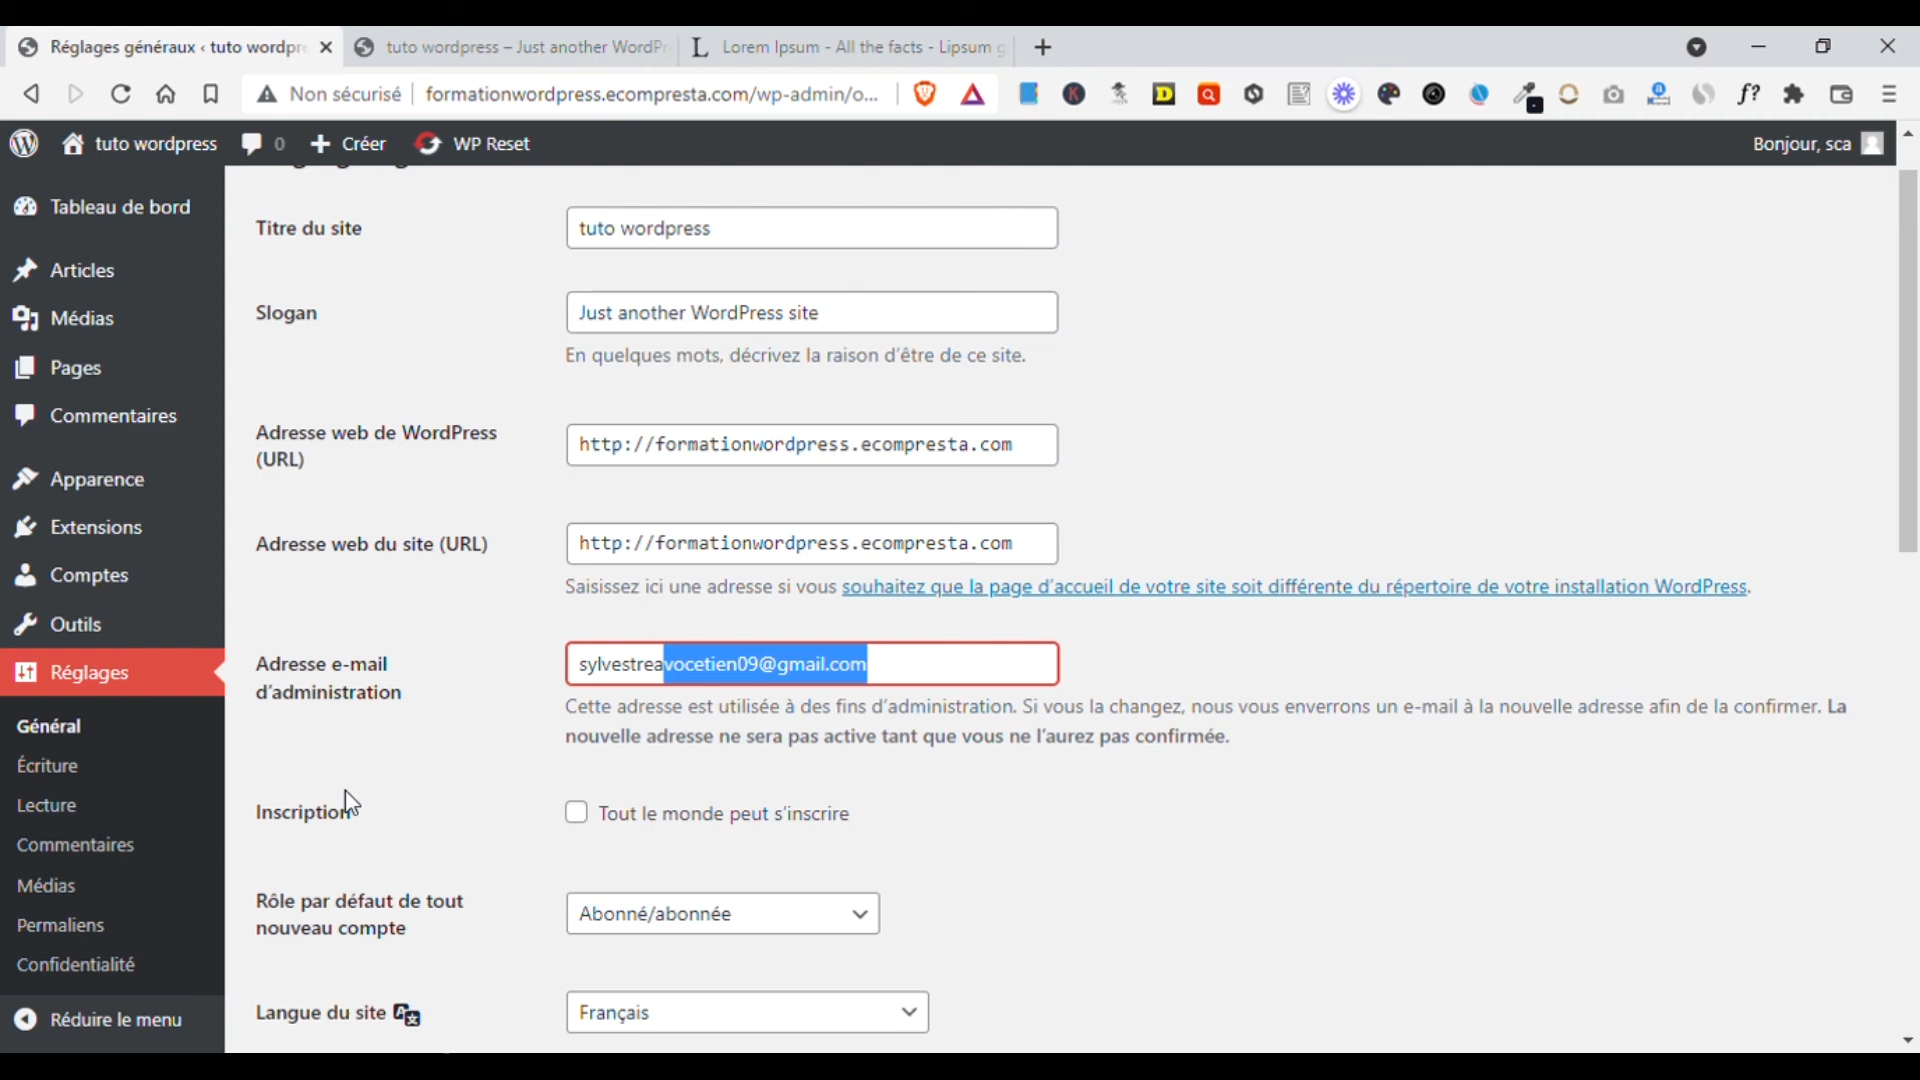 Réglages généraux ‹ tuto wordpr
tuto wordpress – Just another WordPr
Lorem Ipsum - All the facts - Lipsum g
Non sécurisé
formationwordpress.ecompresta.com/wp-admin/o...
f?
tuto wordpress
0
Créer
WP Reset
Bonjour, sca
Tableau de bord
Articles
Médias
Pages
Commentaires
Apparence
Extensions
Comptes
Outils
Réglages
Général
Écriture
Lecture
Commentaires
Médias
Permaliens
Confidentialité
Réduire le menu
Titre du site
tuto wordpress
Slogan
Just another WordPress site
En quelques mots, décrivez la raison d'être de ce site.
Adresse web de WordPress
(URL)
http://formationwordpress.ecompresta.com
Adresse web du site (URL)
http://formationwordpress.ecompresta.com
Saisissez ici une adresse si vous souhaitez que la page d'accueil de votre site soit différente du répertoire de votre installation WordPress.
Adresse e-mail
d'administration
sylvestreavocetien09@gmail.com
Cette adresse est utilisée à des fins d'administration. Si vous la changez, nous vous enverrons un e-mail à la nouvelle adresse afin de la confirmer. La
nouvelle adresse ne sera pas active tant que vous ne l'aurez pas confirmée.
Inscription
Tout le monde peut s'inscrire
Rôle par défaut de tout
nouveau compte
Abonné/abonnée
Langue du site
Français